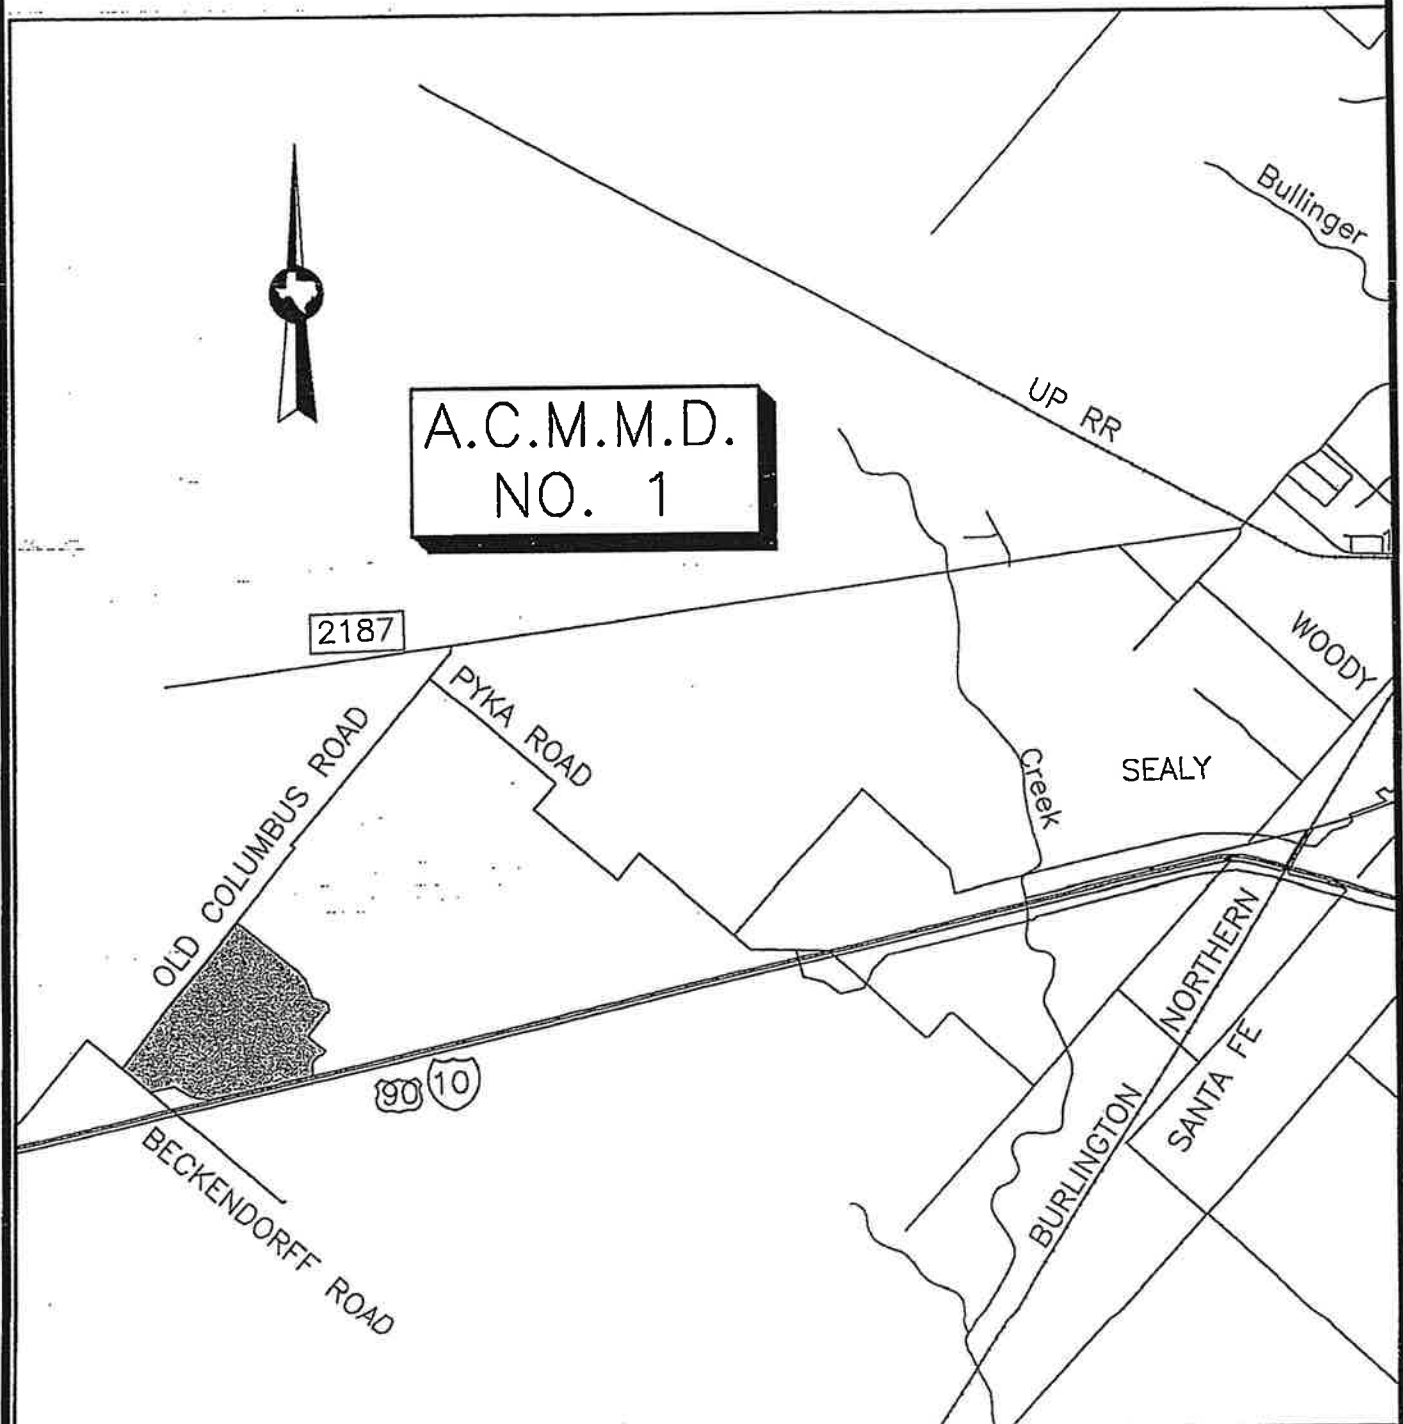 Bullinger
UP RR
A.C.M.M.D.
NO. 1
2187
WOODY
PYKA ROAD
OLD COLUMBUS ROAD
Creek
SEALY
90
10
BURLINGTON NORTHERN
SANTA FE
BECKENDORFF ROAD